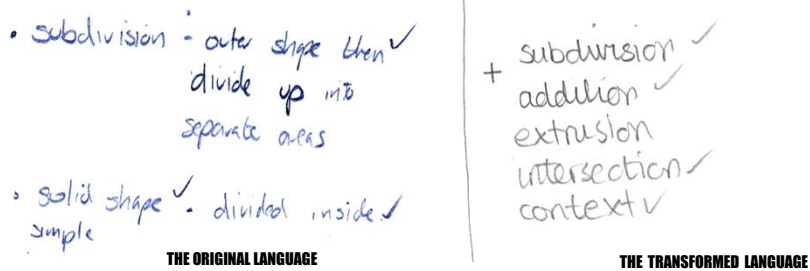 • subdivision - outer shape then ✓
divide up into
separate areas
• solid shape ✓ - divided inside ✓
simple
THE ORIGINAL LANGUAGE
+ subdivision ✓
addition ✓
extrusion
intersection ✓
context ✓
THE TRANSFORMED LANGUAGE